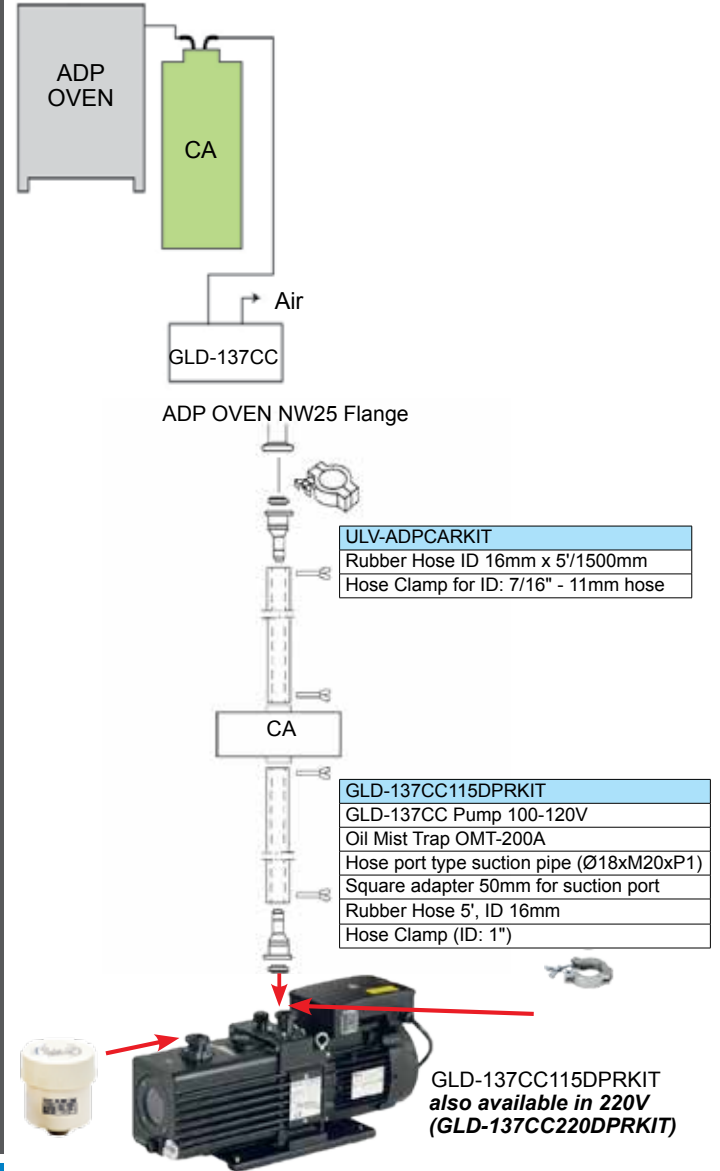 ADP
OVEN
CA
Air
GLD-137CC
ADP OVEN NW25 Flange
ULV-ADPCARKIT
Rubber Hose ID 16mm x 5'/1500mm
Hose Clamp for ID: 7/16" - 11mm hose
CA
GLD-137CC115DPRKIT
GLD-137CC Pump 100-120V
Oil Mist Trap OMT-200A
Hose port type suction pipe (Ø18xM20xP1)
Square adapter 50mm for suction port
Rubber Hose 5', ID 16mm
Hose Clamp (ID: 1")
GLD-137CC115DPRKIT
also available in 220V
(GLD-137CC220DPRKIT)